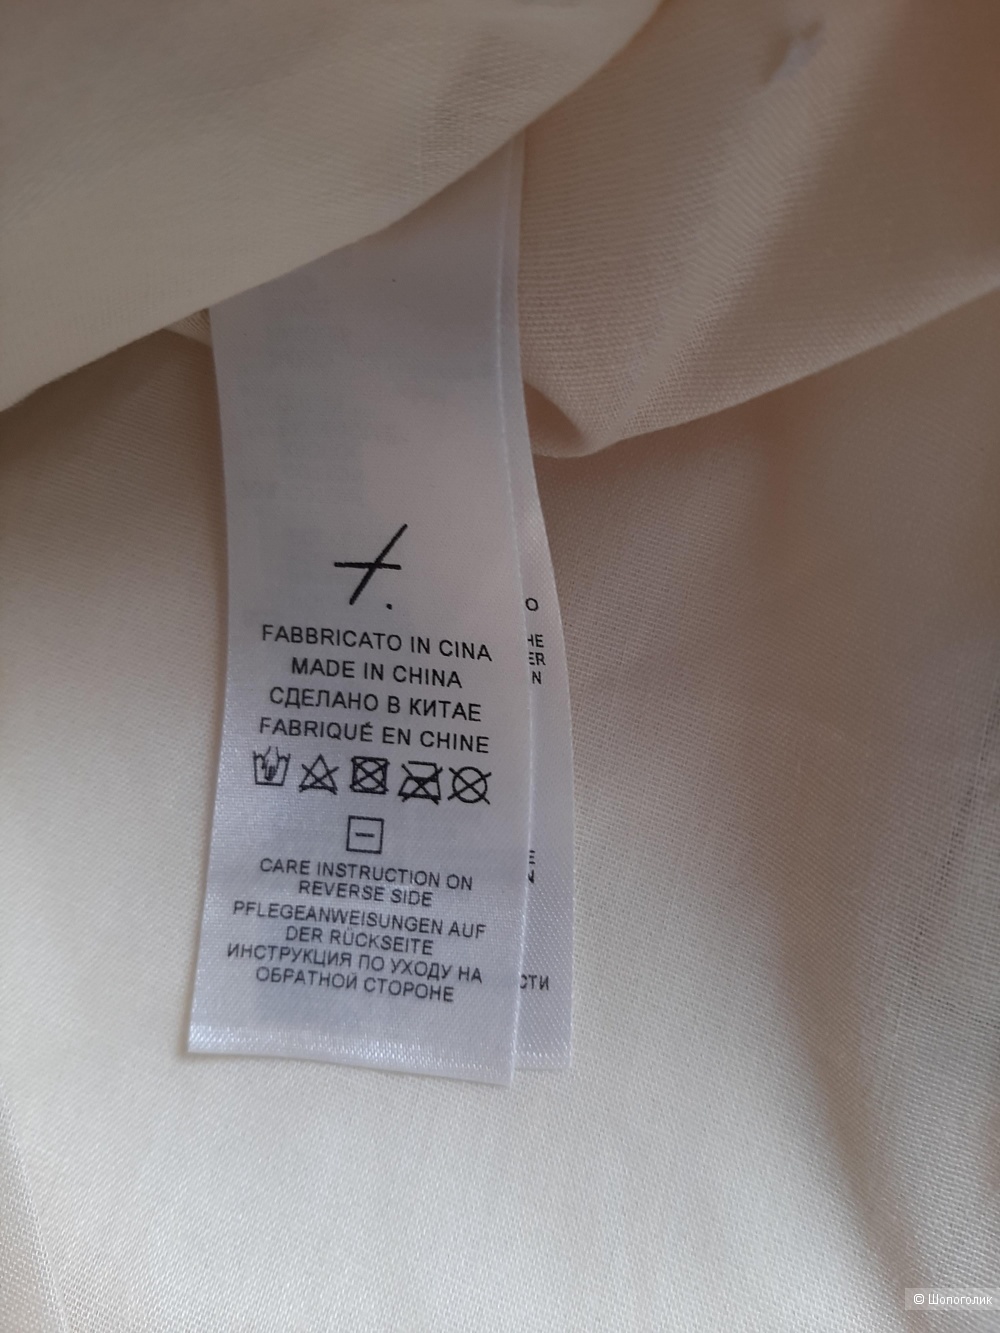 FABBRICATO IN CINA
MADE IN CHINA
СДЕЛАНО В КИТАЕ
FABRIQUÉ EN CHINE
CARE INSTRUCTION ON
REVERSE SIDE
PFLEGEANWEISUNGEN AUF
DER RÜCKSEITE
ИНСТРУКЦИЯ ПО УХОДУ НА
ОБРАТНОЙ СТОРОНЕ
© Шопоголик